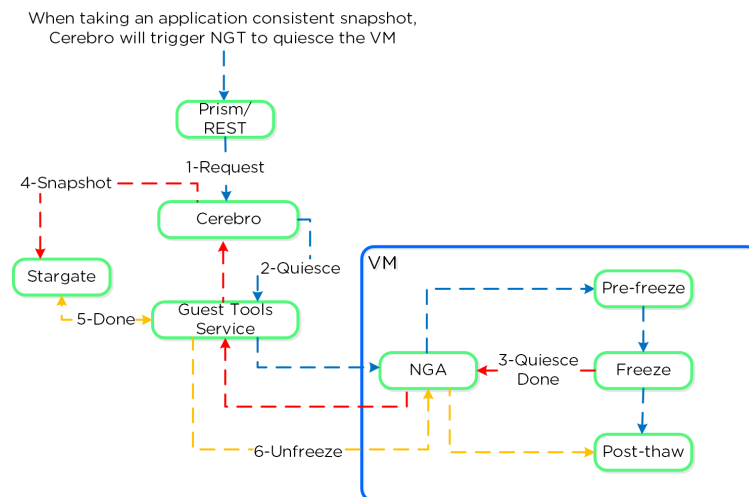 When taking an application consistent snapshot,
Cerebro will trigger NGT to quiesce the VM
Prism/
REST
1-Request
4-Snapshot
Cerebro
2-Quiesce
VM
Stargate
Pre-freeze
Guest Tools
Service
5-Done
NGA
3-Quiesce
Done
Freeze
6-Unfreeze
Post-thaw